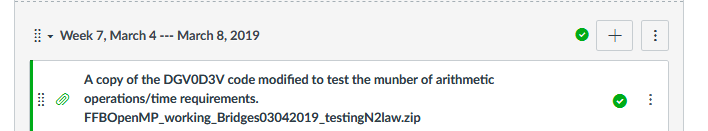 Week 7, March 4 --- March 8, 2019
A copy of the DGV0D3V code modified to test the munber of arithmetic
operations/time requirements.
FFBOpenMP_working_Bridges03042019_testingN2law.zip